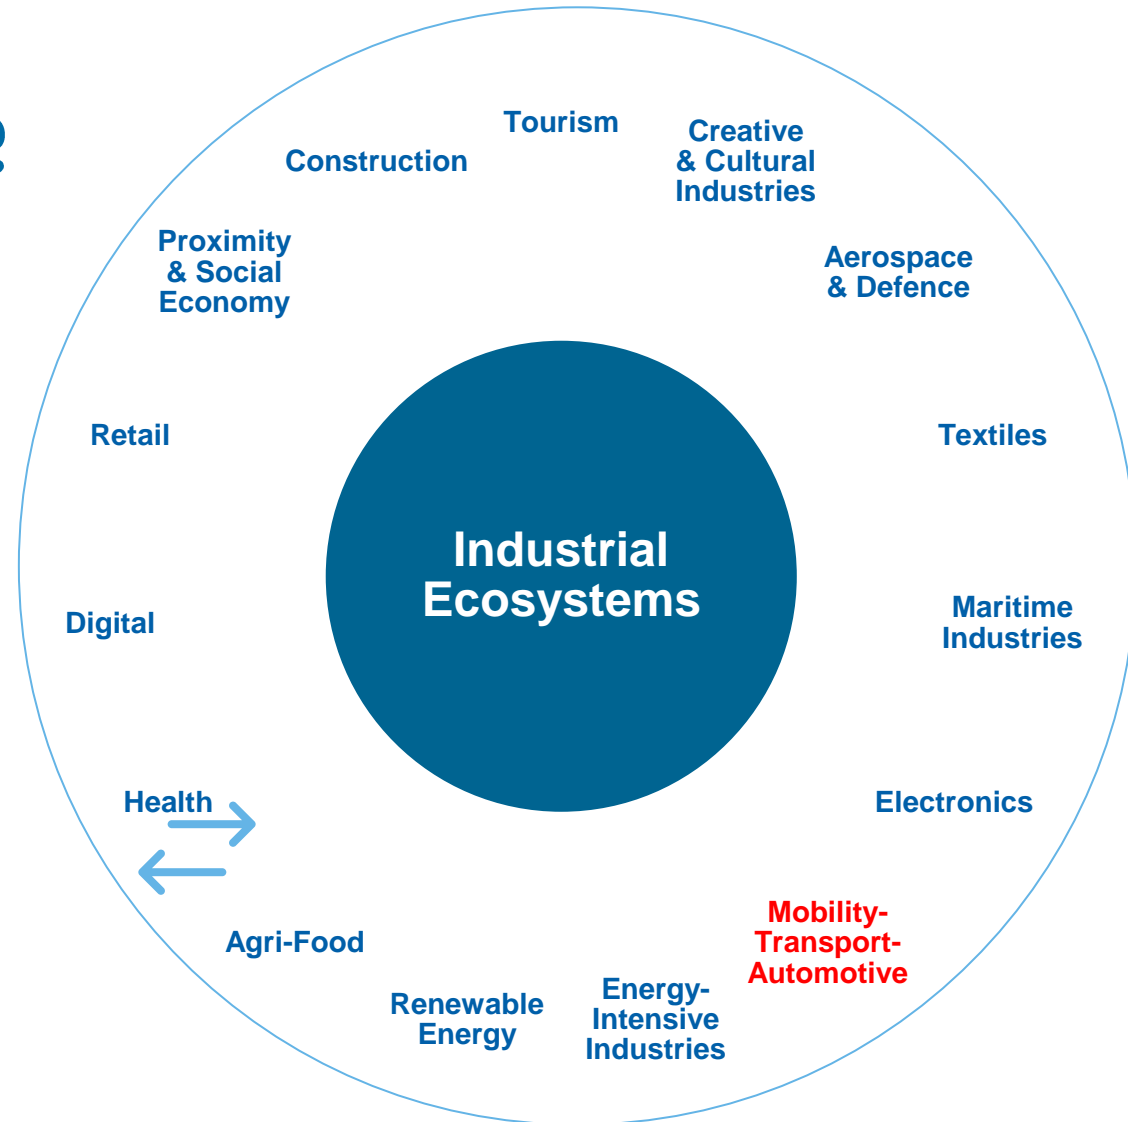 Tourism
Creative
& Cultural
Industries
Construction
Proximity
& Social
Economy
Aerospace
& Defence
Retail
Textiles
Industrial
Ecosystems
Digital
Maritime
Industries
Health
Electronics
Agri-Food
Mobility-
Transport-
Automotive
Renewable
Energy
Energy-
Intensive
Industries